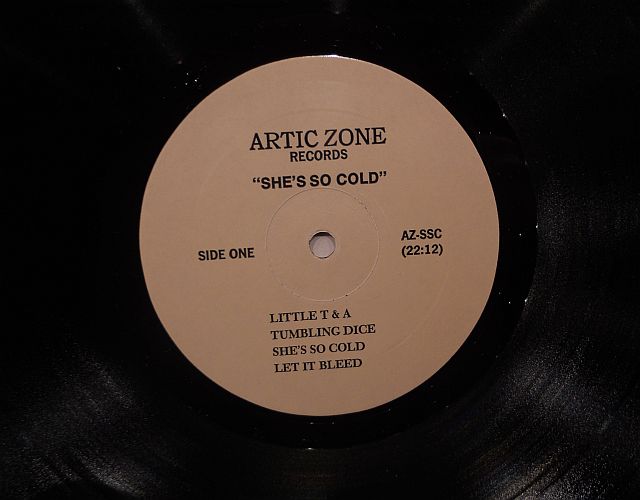 ARTIC ZONE
RECORDS
“SHE’S SO COLD”
SIDE ONE
AZ-SSC
(22:12)
LITTLE T & A
TUMBLING DICE
SHE’S SO COLD
LET IT BLEED